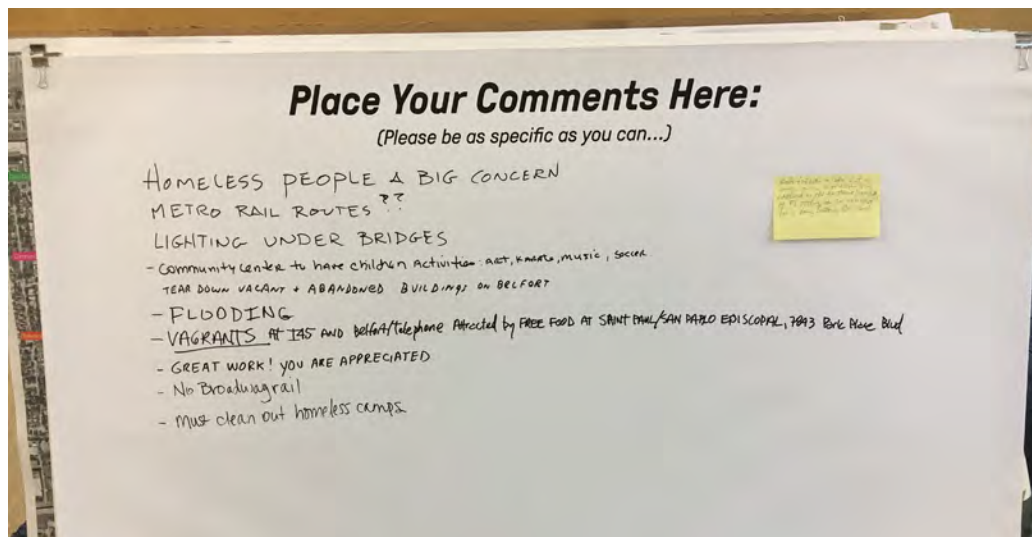 Place Your Comments Here:
(Please be as specific as you can...)
HOMELESS PEOPLE A BIG CONCERN
METRO RAIL ROUTES ??
LIGHTING UNDER BRIDGES
- Community Center to have children Activities: art, karate, music, soccer
TEAR DOWN VACANT + ABANDONED BUILDINGS ON BELFORT
- FLOODING
- VAGRANTS AT I45 AND Belfort/telephone Attracted by FREE FOOD AT SAINT PAUL/SAN PABLO EPISCOPAL, 7843 Park Place Blvd
- GREAT WORK! YOU ARE APPRECIATED
- No Broadway rail
- Must clean out homeless camps